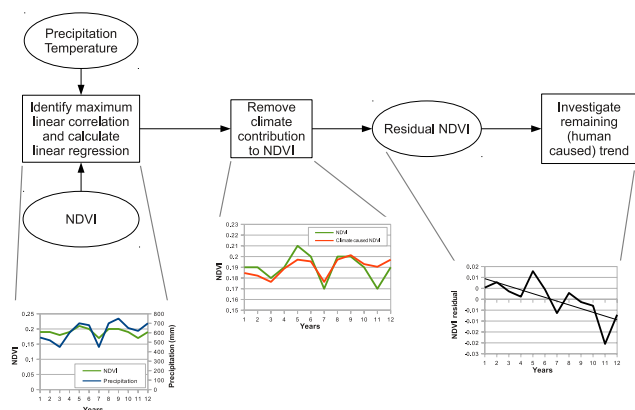 Precipitation
Temperature
Identify maximum
linear correlation
and calculate
linear regression
Remove
climate
contribution
to NDVI
Residual NDVI
Investigate
remaining
(human
caused) trend
NDVI
0,23
0,22
0,21
0,2
0,19
0,18
0,17
0,16
0,15
NDVI
NDVI
Climate caused NDVI
1 2 3 4 5 6 7 8 9 10 11 12
Years
0.02
0.01
0.01
0.00
-0.01
-0.01
-0.02
-0.02
-0.03
NDVI residual
1 2 3 4 5 6 7 8 9 10 11 12
Years
0,25
0,2
0,15
0,1
0,05
0
NDVI
800
700
600
500
400
300
200
100
0
Precipitation (mm)
NDVI
Precipitation
1 2 3 4 5 6 7 8 9 10 11 12
Years